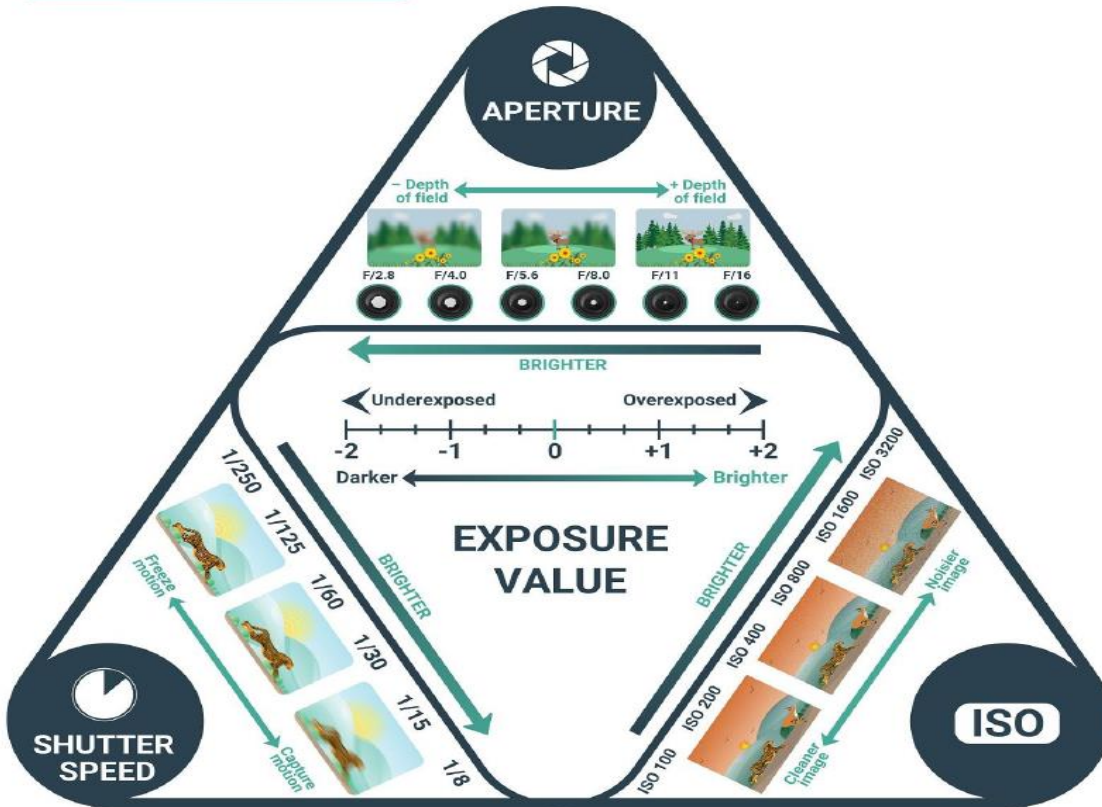 APERTURE
– Depth of field
+ Depth of field
F/2.8 F/4.0 F/5.6 F/8.0 F/11 F/16
BRIGHTER
Underexposed Overexposed
-2 -1 0 +1 +2
Darker Brighter
EXPOSURE
VALUE
1/250
1/125
1/60
1/30
1/15
1/8
Freeze
motion
Capture
motion
BRIGHTER
SHUTTER
SPEED
BRIGHTER
ISO 3200
ISO 1600
ISO 800
ISO 400
ISO 200
ISO 100
Noisier
image
Cleaner
image
ISO